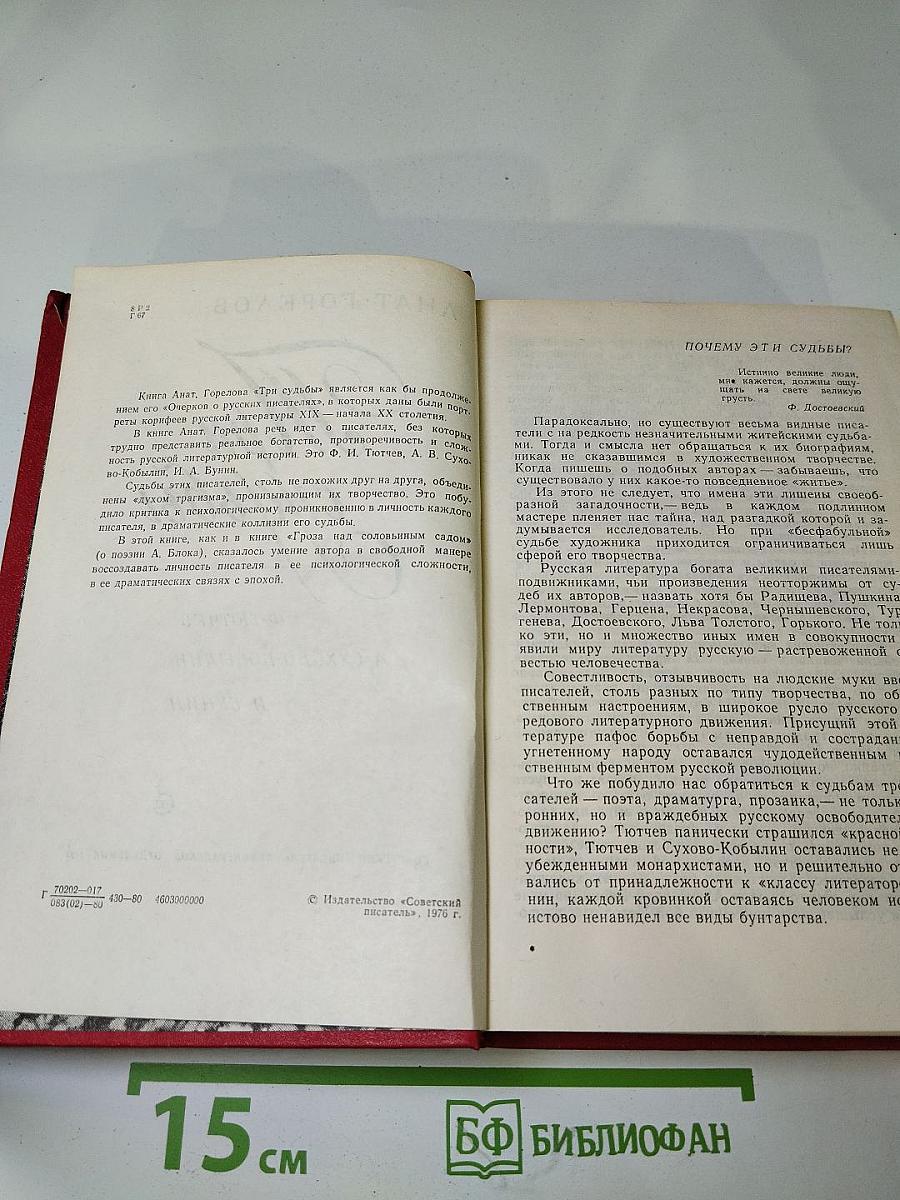 8 Р 2
Г 67
Книга Анат. Горелова «Три судьбы» является как бы продолже-
нием его «Очерков о русских писателях», в которых даны были порт-
реты корифеев русской литературы XIX — начала XX столетия.
В книге Анат. Горелова речь идет о писателях, без которых
трудно представить реальное богатство, противоречивость и слож-
ность русской литературной истории. Это Ф. И. Тютчев, А. В. Сухо-
во-Кобылин, И. А. Бунин.
Судьбы этих писателей, столь не похожих друг на друга, объеди-
нены «духом трагизма», пронизывающим их творчество. Это побу-
дило критика к психологическому проникновению в личность каждого
писателя, в драматические коллизии его судьбы.
В этой книге, как и в книге «Гроза над соловьиным садом»
(о поэзии А. Блока), сказалось умение автора в свободной манере
воссоздавать личность писателя в ее психологической сложности,
в ее драматических связях с эпохой.
Г 70202—017
083(02)—80 430—80 4603000000
© Издательство «Советский
писатель», 1976 г.
ПОЧЕМУ ЭТИ СУДЬБЫ?
Истинно великие люди,
мне кажется, должны ощу-
щать на свете великую
грусть.
Ф. Достоевский
Парадоксально, но существуют весьма видные писа-
тели с на редкость незначительными житейскими судьба-
ми. Тогда и смысла нет обращаться к их биографиям,
никак не сказавшимся в художественном творчестве.
Когда пишешь о подобных авторах — забываешь, что
существовало у них какое-то повседневное «житье».
Из этого не следует, что имена эти лишены своеоб-
разной загадочности,— ведь в каждом подлинном
мастере пленяет нас тайна, над разгадкой которой и за-
думывается исследователь. Но при «бесфабульной»
судьбе художника приходится ограничиваться лишь
сферой его творчества.
Русская литература богата великими писателями-
подвижниками, чьи произведения неотторжимы от су-
деб их авторов,— назвать хотя бы Радищева, Пушкина
Лермонтова, Герцена, Некрасова, Чернышевского, Тур
генева, Достоевского, Льва Толстого, Горького. Не толь
ко эти, но и множество иных имен в совокупности
явили миру литературу русскую — растревоженной с
вестью человечества.
Совестливость, отзывчивость на людские муки вве
писателей, столь разных по типу творчества, по об
ственным настроениям, в широкое русло русского
редового литературного движения. Присущий этой
тературе пафос борьбы с неправдой и сострадан
угнетенному народу оставался чудодейственным
ственным ферментом русской революции.
Что же побудило нас обратиться к судьбам тре
сателей — поэта, драматурга, прозаика,— не только
ронних, но и враждебных русскому освободител
движению? Тютчев панически страшился «красной
ности», Тютчев и Сухово-Кобылин оставались не
убежденными монархистами, но и решительно от
вались от принадлежности к «классу литераторо
нин, каждой кровинкой оставаясь человеком ис
истово ненавидел все виды бунтарства.
15 см
БФ БИБЛИОФАН